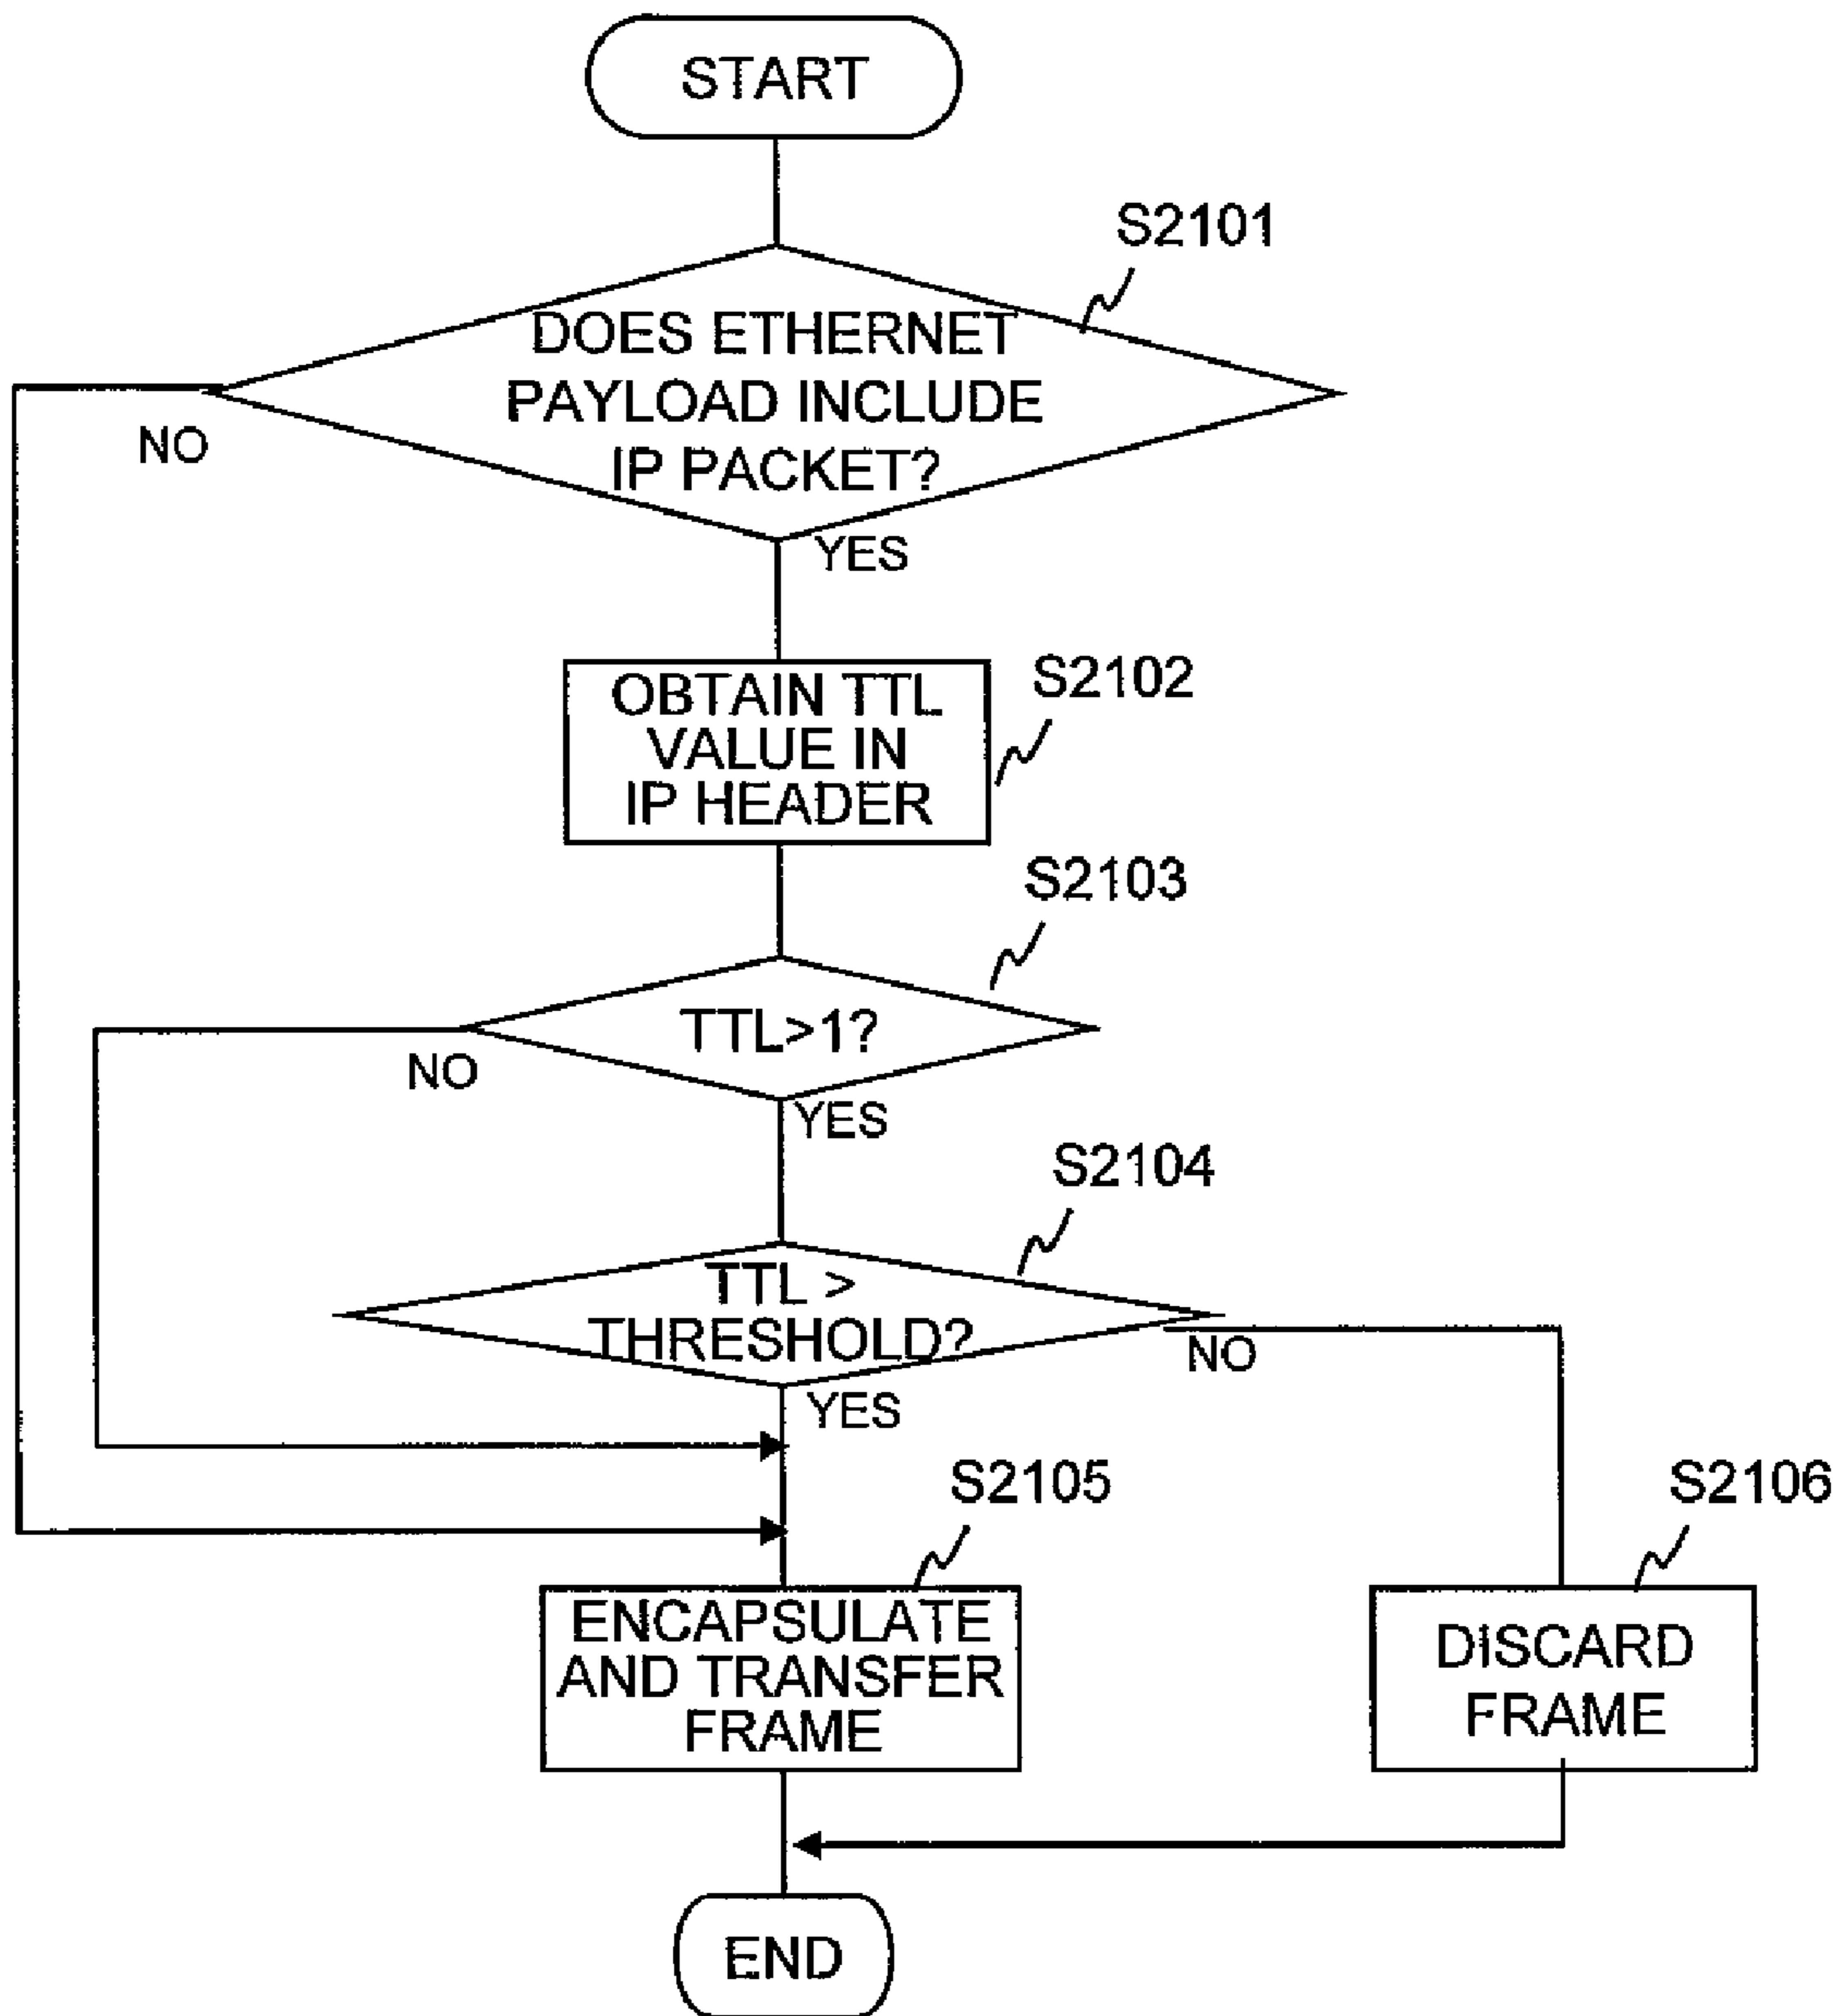 START
S2101
DOES ETHERNET
PAYLOAD INCLUDE
IP PACKET?
NO
YES
S2102
OBTAIN TTL
VALUE IN
IP HEADER
S2103
TTL>1?
NO
YES
S2104
TTL >
THRESHOLD?
NO
YES
S2105
S2106
ENCAPSULATE
AND TRANSFER
FRAME
DISCARD
FRAME
END